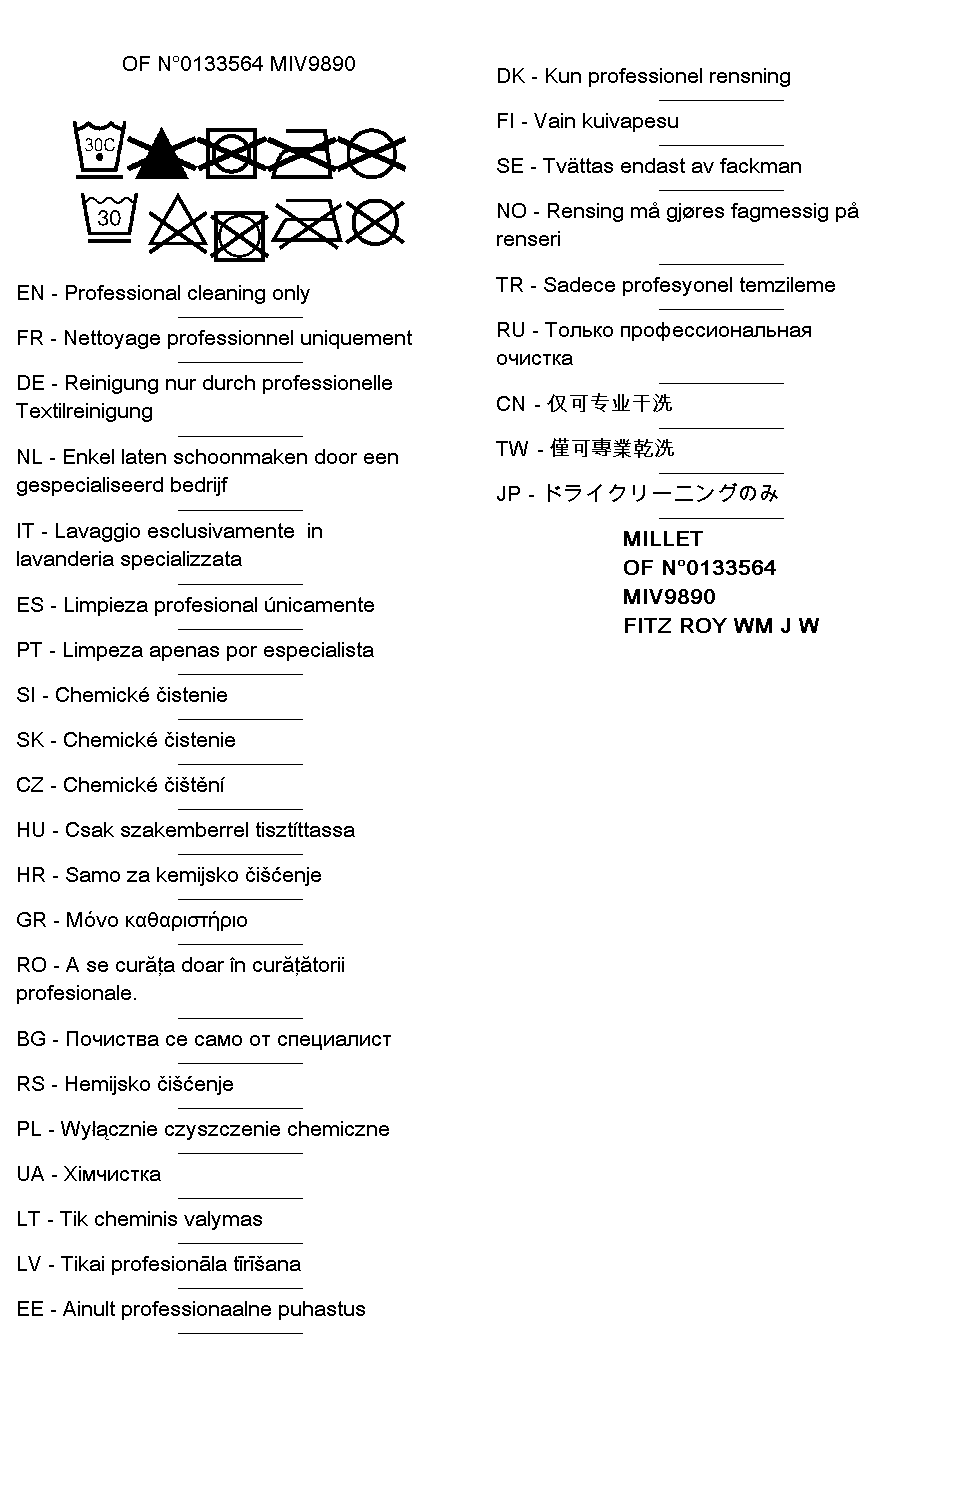 OF N°0133564 MIV9890
30C
30
EN - Professional cleaning only
FR - Nettoyage professionnel uniquement
DE - Reinigung nur durch professionelle
Textilreinigung
NL - Enkel laten schoonmaken door een
gespecialiseerd bedrijf
IT - Lavaggio esclusivamente  in
lavanderia specializzata
ES - Limpieza profesional únicamente
PT - Limpeza apenas por especialista
SI - Chemické čistenie
SK - Chemické čistenie
CZ - Chemické čištění
HU - Csak szakemberrel tisztíttassa
HR - Samo za kemijsko čišćenje
GR - Μόνο καθαριστήριο
RO - A se curăța doar în curățătorii
profesionale.
BG - Почиства се само от специалист
RS - Hemijsko čišćenje
PL - Wyłącznie czyszczenie chemiczne
UA - Хімчистка
LT - Tik cheminis valymas
LV - Tikai profesionāla tīrīšana
EE - Ainult professionaalne puhastus
DK - Kun professionel rensning
FI - Vain kuivapesu
SE - Tvättas endast av fackman
NO - Rensing må gjøres fagmessig på
renseri
TR - Sadece profesyonel temzileme
RU - Только профессиональная
очистка
CN - 仅可专业干洗
TW - 僅可專業乾洗
JP - ドライクリーニングのみ
MILLET
OF N°0133564
MIV9890
FITZ ROY WM J W